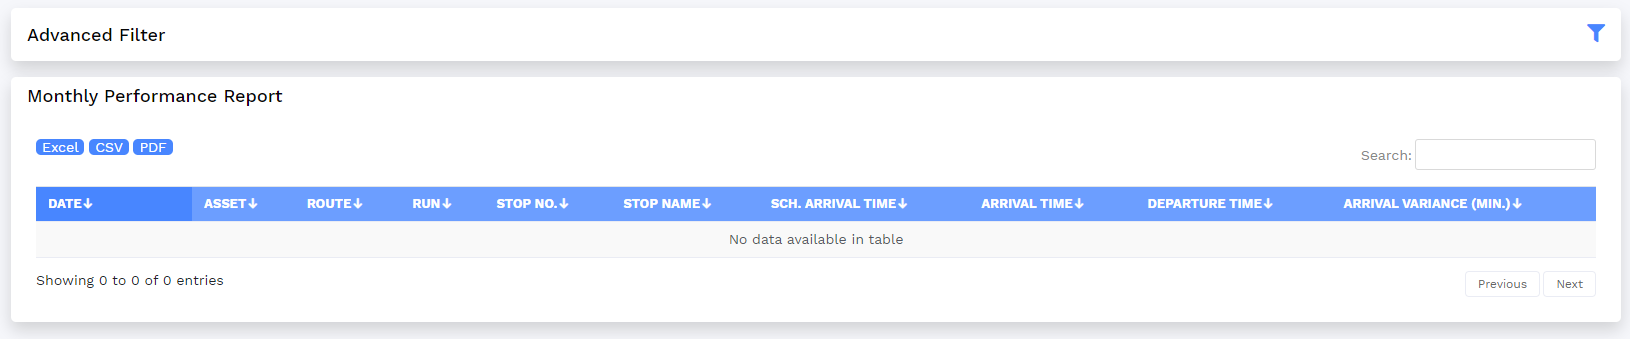 Advanced Filter
Monthly Performance Report
Excel CSV PDF
Search:
DATE↓ ASSET↓ ROUTE↓ RUN↓ STOP NO.↓ STOP NAME↓ SCH. ARRIVAL TIME↓ ARRIVAL TIME↓ DEPARTURE TIME↓ ARRIVAL VARIANCE (MIN.)↓
No data available in table
Showing 0 to 0 of 0 entries
Previous Next